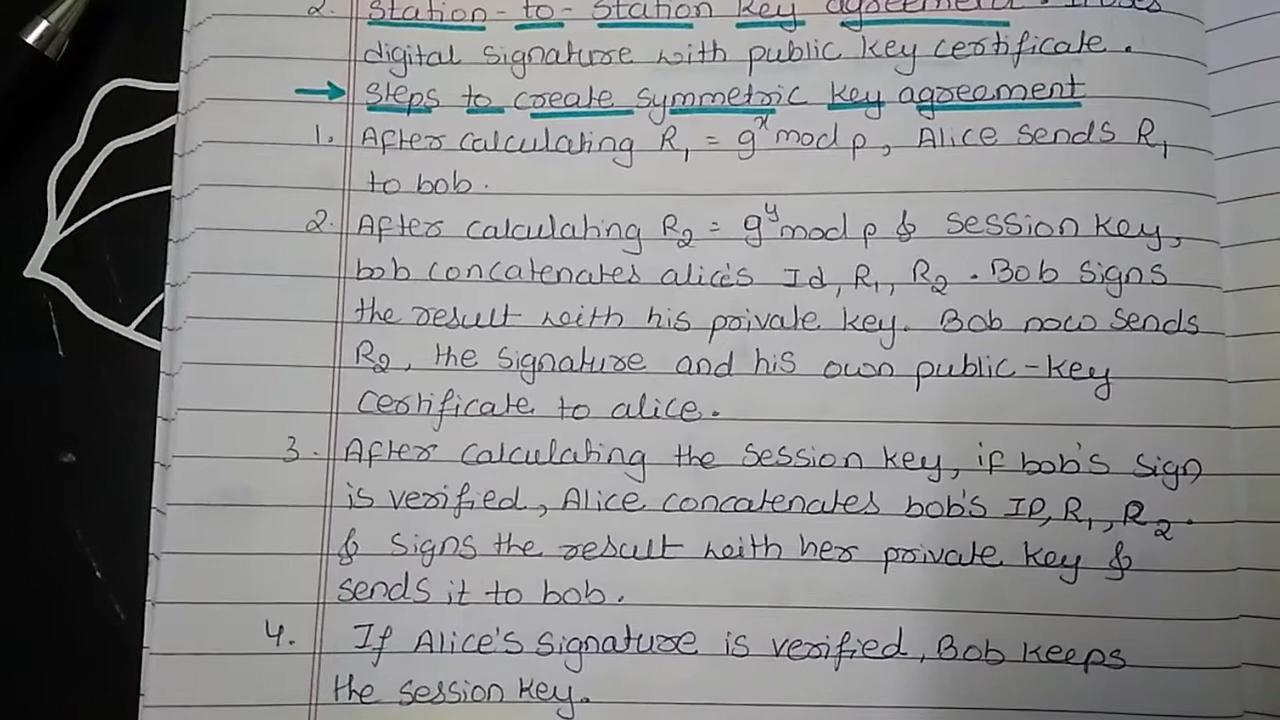 2. Station-to-Station key agreement. It uses
digital signature with public key certificate.
→ Steps to create symmetric key agreement
1. After calculating R₁ = gˣ mod p, Alice sends R₁
to bob.
2. After calculating R₂ = gʸ mod p & session key,
bob concatenates alice's Id, R₁, R₂. Bob signs
the result with his private key. Bob now sends
R₂, the signature and his own public-key
certificate to alice.
3. After calculating the session key, if bob's sign
is verified, Alice concatenates bob's ID, R₁, R₂.
& signs the result with her private key &
sends it to bob.
4. If Alice's signature is verified, Bob keeps
the session key.